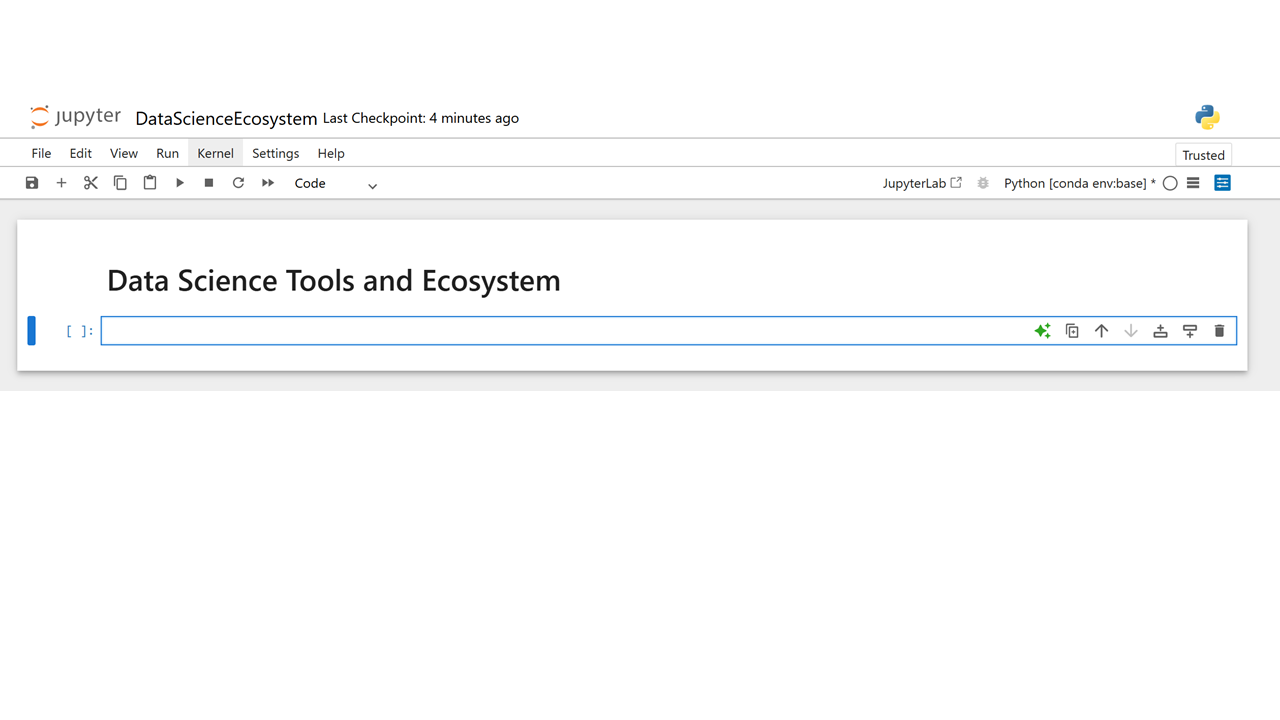 jupyter DataScienceEcosystem Last Checkpoint: 4 minutes ago
File Edit View Run Kernel Settings Help Trusted
Code JupyterLab Python [conda env:base] *
Data Science Tools and Ecosystem
[ ]: